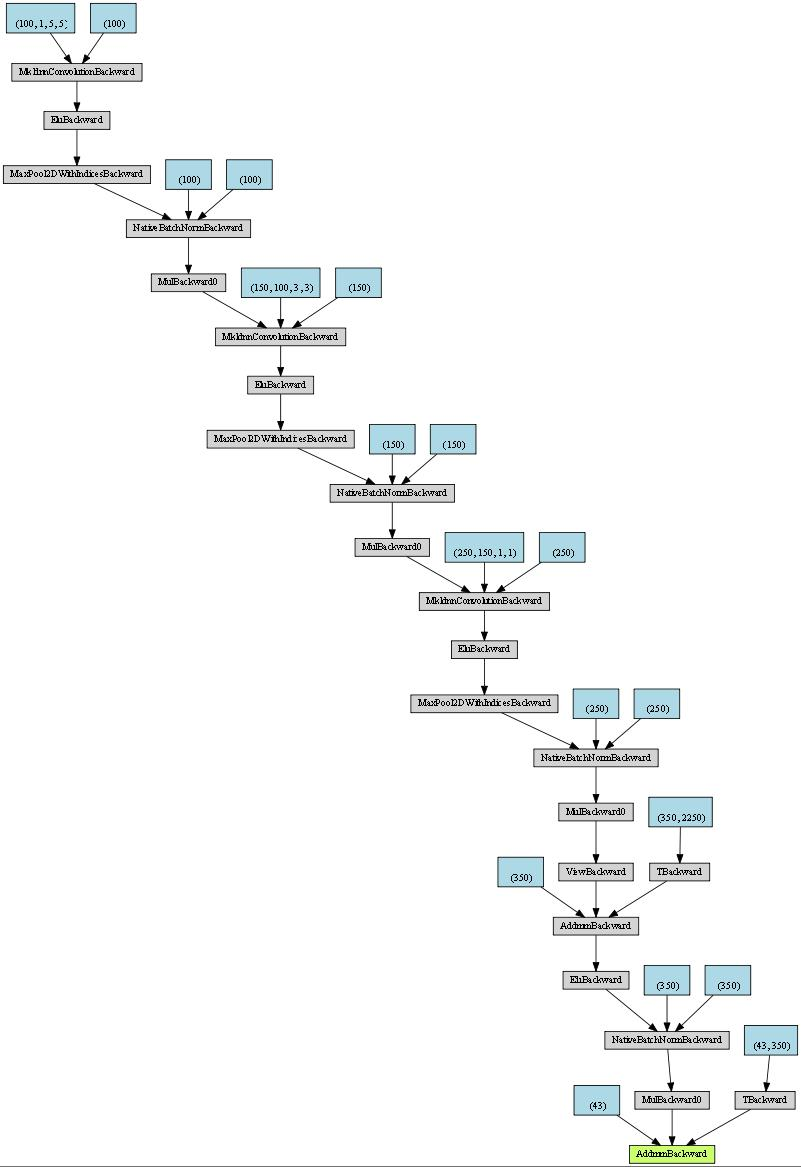 (100,1,5,5)
(100)
MkldnnConvolutionBackward
EluBackward
MaxPool2DWithIndicesBackward
(100)
(100)
NativeBatchNormBackward
MulBackward0
(150,100,3,3)
(150)
MkldnnConvolutionBackward
EluBackward
MaxPool2DWithIndicesBackward
(150)
(150)
NativeBatchNormBackward
MulBackward0
(250,150,1,1)
(250)
MkldnnConvolutionBackward
EluBackward
MaxPool2DWithIndicesBackward
(250)
(250)
NativeBatchNormBackward
MulBackward0
(350,2250)
(350)
ViewBackward
TBackward
AddmmBackward
EluBackward
(350)
(350)
NativeBatchNormBackward
(43,350)
(43)
MulBackward0
TBackward
AddmmBackward